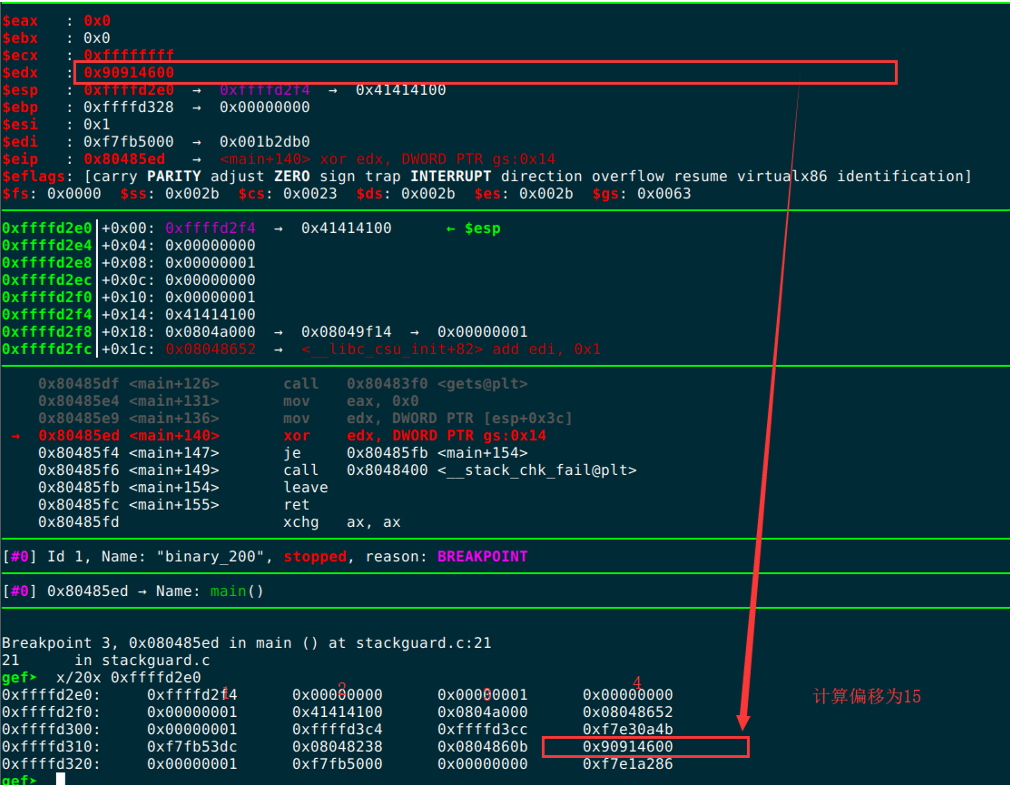 $eax   : 0x0
$ebx   : 0x0
$ecx   : 0xffffffff
$edx   : 0x90914600
$esp   : 0xffffd2e0  →  0xffffd2f4  →  0x41414100
$ebp   : 0xffffd328  →  0x00000000
$esi   : 0x1
$edi   : 0xf7fb5000  →  0x001b2db0
$eip   : 0x80485ed   →  <main+140> xor edx, DWORD PTR gs:0x14
$eflags: [carry PARITY adjust ZERO sign trap INTERRUPT direction overflow resume virtualx86 identification]
$fs: 0x0000  $ss: 0x002b  $cs: 0x0023  $ds: 0x002b  $es: 0x002b  $gs: 0x0063
0xffffd2e0|+0x00: 0xffffd2f4  →  0x41414100      ← $esp
0xffffd2e4|+0x04: 0x00000000
0xffffd2e8|+0x08: 0x00000001
0xffffd2ec|+0x0c: 0x00000000
0xffffd2f0|+0x10: 0x00000001
0xffffd2f4|+0x14: 0x41414100
0xffffd2f8|+0x18: 0x0804a000  →  0x08049f14  →  0x00000001
0xffffd2fc|+0x1c: 0x08048652  →  <__libc_csu_init+82> add edi, 0x1
0x80485df <main+126>       call   0x80483f0 <gets@plt>
0x80485e4 <main+131>       mov    eax, 0x0
0x80485e9 <main+136>       mov    edx, DWORD PTR [esp+0x3c]
→  0x80485ed <main+140>       xor    edx, DWORD PTR gs:0x14
0x80485f4 <main+147>       je     0x80485fb <main+154>
0x80485f6 <main+149>       call   0x8048400 <__stack_chk_fail@plt>
0x80485fb <main+154>       leave
0x80485fc <main+155>       ret
0x80485fd                  xchg   ax, ax
[#0] Id 1, Name: "binary_200", stopped, reason: BREAKPOINT
[#0] 0x80485ed → Name: main()
Breakpoint 3, 0x080485ed in main () at stackguard.c:21
21      in stackguard.c
gef➤  x/20x 0xffffd2e0
1 2 3 4
0xffffd2e0:     0xffffd2f4      0x00000000      0x00000001      0x00000000
计算偏移为15
0xffffd2f0:     0x00000001      0x41414100      0x0804a000      0x08048652
0xffffd300:     0x00000001      0xffffd3c4      0xffffd3cc      0xf7e30a4b
0xffffd310:     0xf7fb53dc      0x08048238      0x0804860b      0x90914600
0xffffd320:     0x00000001      0xf7fb5000      0x00000000      0xf7e1a286
gef➤